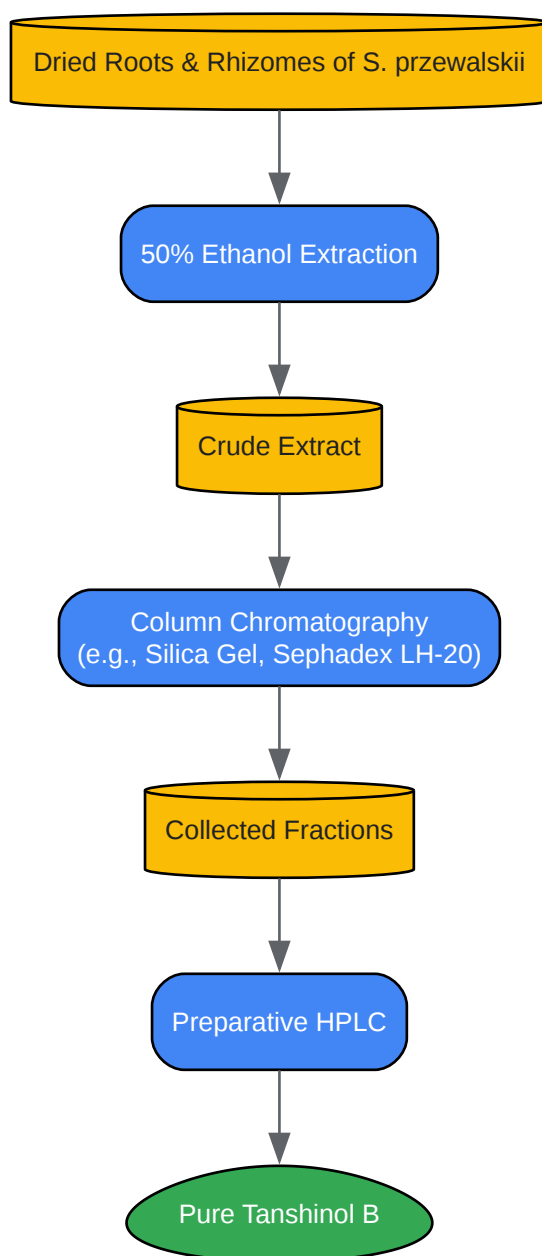 Dried Roots & Rhizomes of S. przewalskii
50% Ethanol Extraction
Crude Extract
Column Chromatography
(e.g., Silica Gel, Sephadex LH-20)
Collected Fractions
Preparative HPLC
Pure Tanshinol B